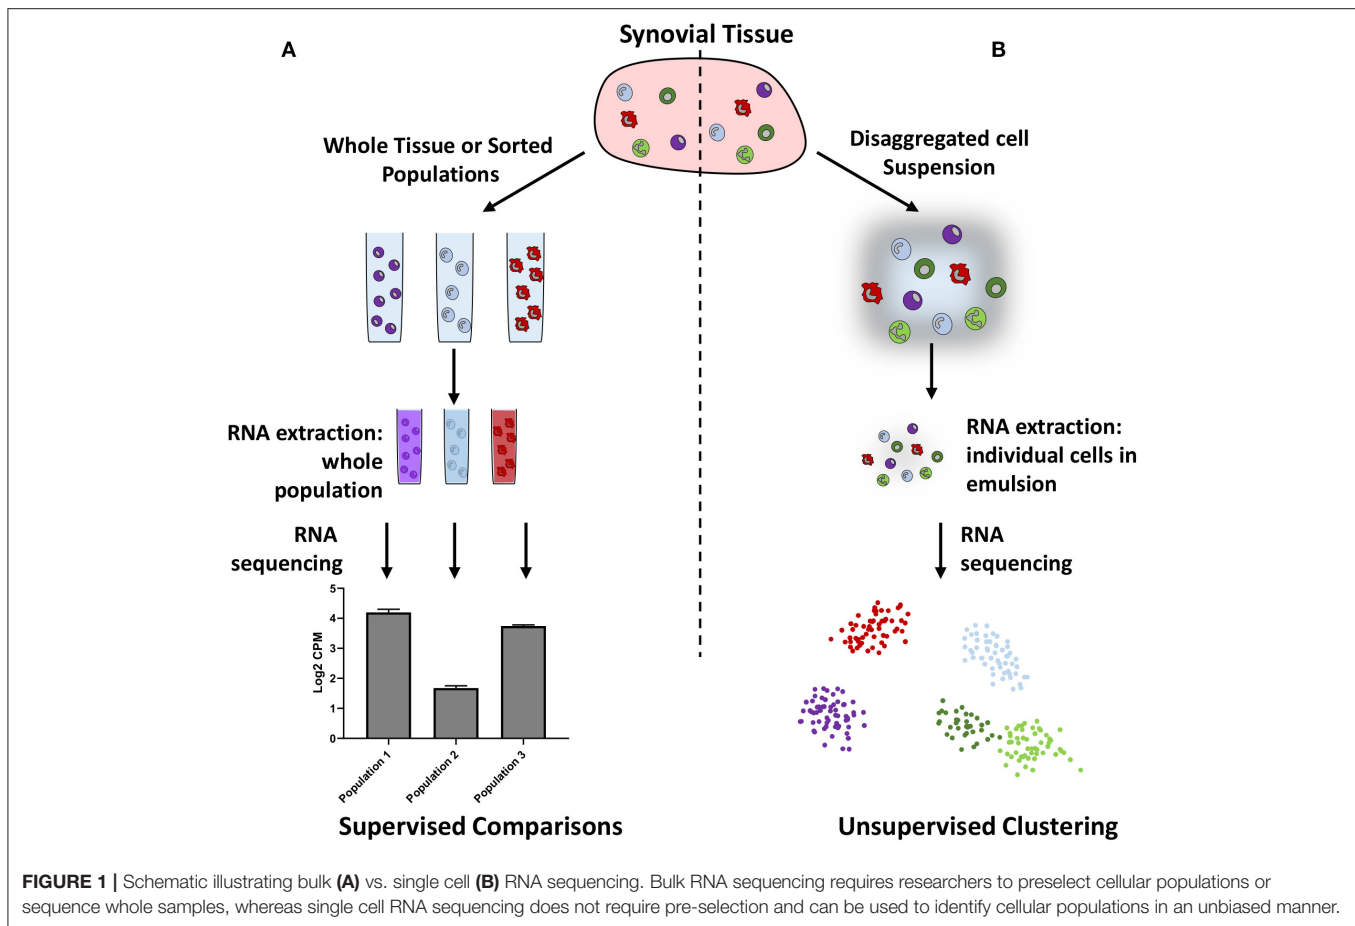 Synovial Tissue
A
B
Whole Tissue or Sorted
Populations
Disaggregated cell
Suspension
RNA extraction:
whole
population
RNA extraction:
individual cells in
emulsion
RNA
sequencing
RNA
sequencing
5
4
3
2
1
0
Log2 CPM
Population 1
Population 2
Population 3
Supervised Comparisons
Unsupervised Clustering
FIGURE 1 | Schematic illustrating bulk (A) vs. single cell (B) RNA sequencing. Bulk RNA sequencing requires researchers to preselect cellular populations or
sequence whole samples, whereas single cell RNA sequencing does not require pre-selection and can be used to identify cellular populations in an unbiased manner.